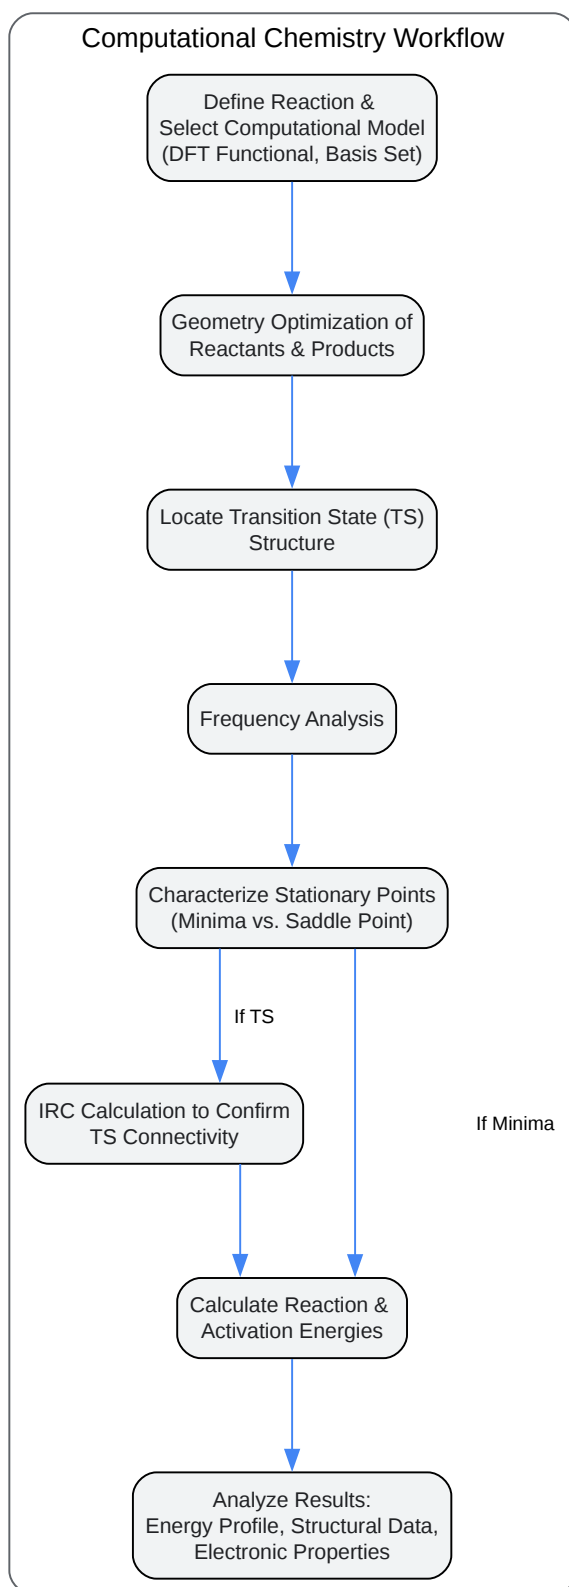 Computational Chemistry Workflow
Define Reaction &
Select Computational Model
(DFT Functional, Basis Set)
Geometry Optimization of
Reactants & Products
Locate Transition State (TS)
Structure
Frequency Analysis
Characterize Stationary Points
(Minima vs. Saddle Point)
If TS
IRC Calculation to Confirm
TS Connectivity
If Minima
Calculate Reaction &
Activation Energies
Analyze Results:
Energy Profile, Structural Data,
Electronic Properties